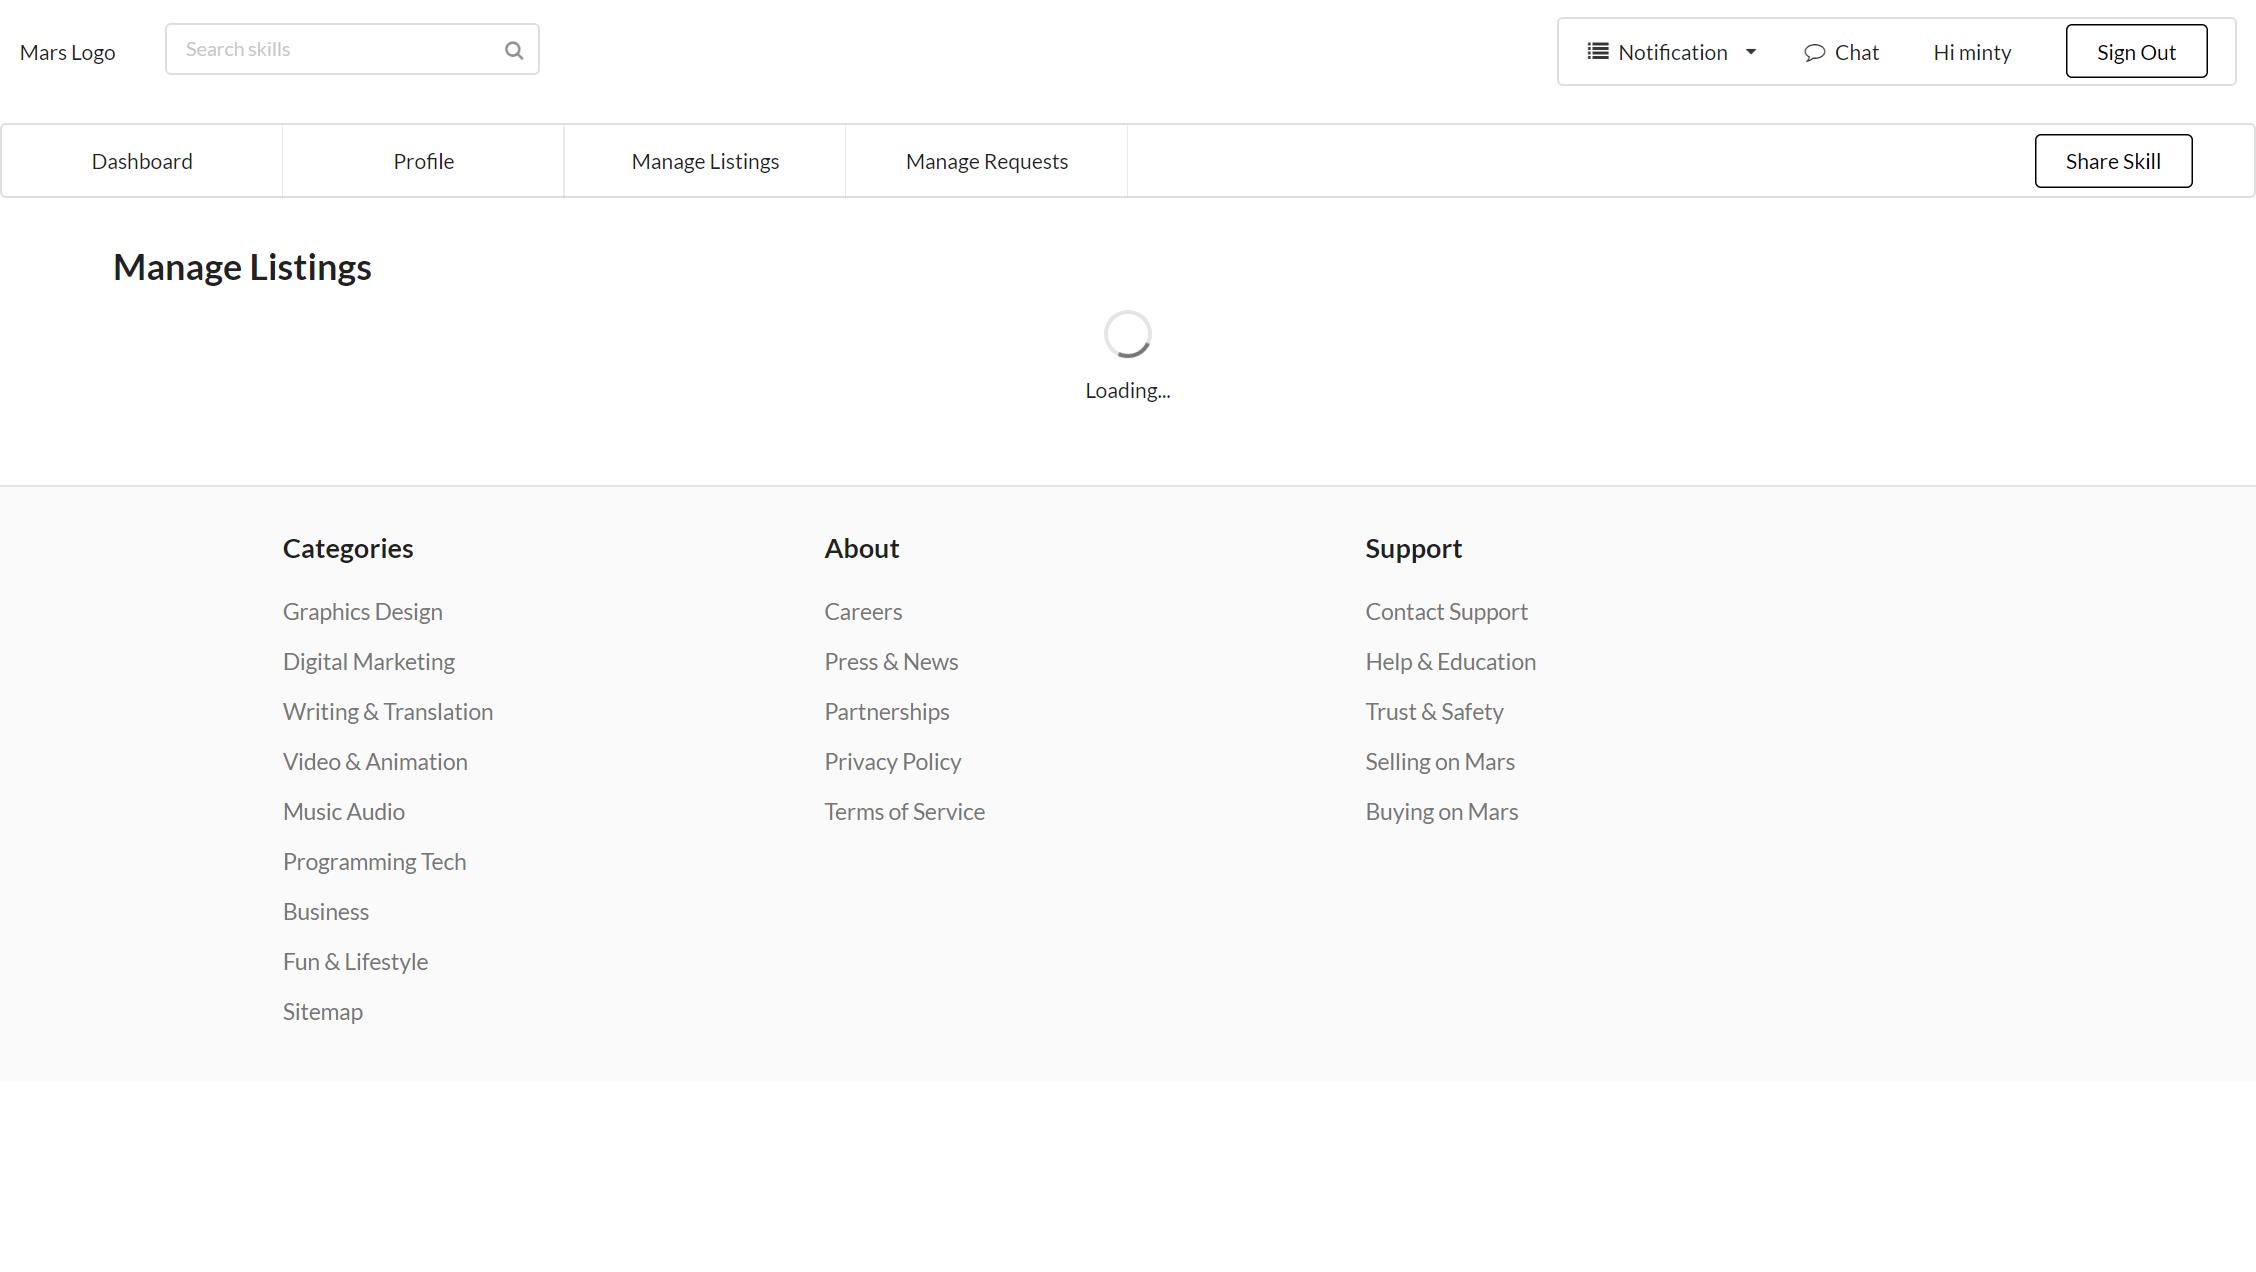 Mars Logo
Search skills
Notification
Chat
Hi minty
Sign Out
Dashboard
Profile
Manage Listings
Manage Requests
Share Skill
Manage Listings
Loading...
Categories
Graphics Design
Digital Marketing
Writing & Translation
Video & Animation
Music Audio
Programming Tech
Business
Fun & Lifestyle
Sitemap
About
Careers
Press & News
Partnerships
Privacy Policy
Terms of Service
Support
Contact Support
Help & Education
Trust & Safety
Selling on Mars
Buying on Mars